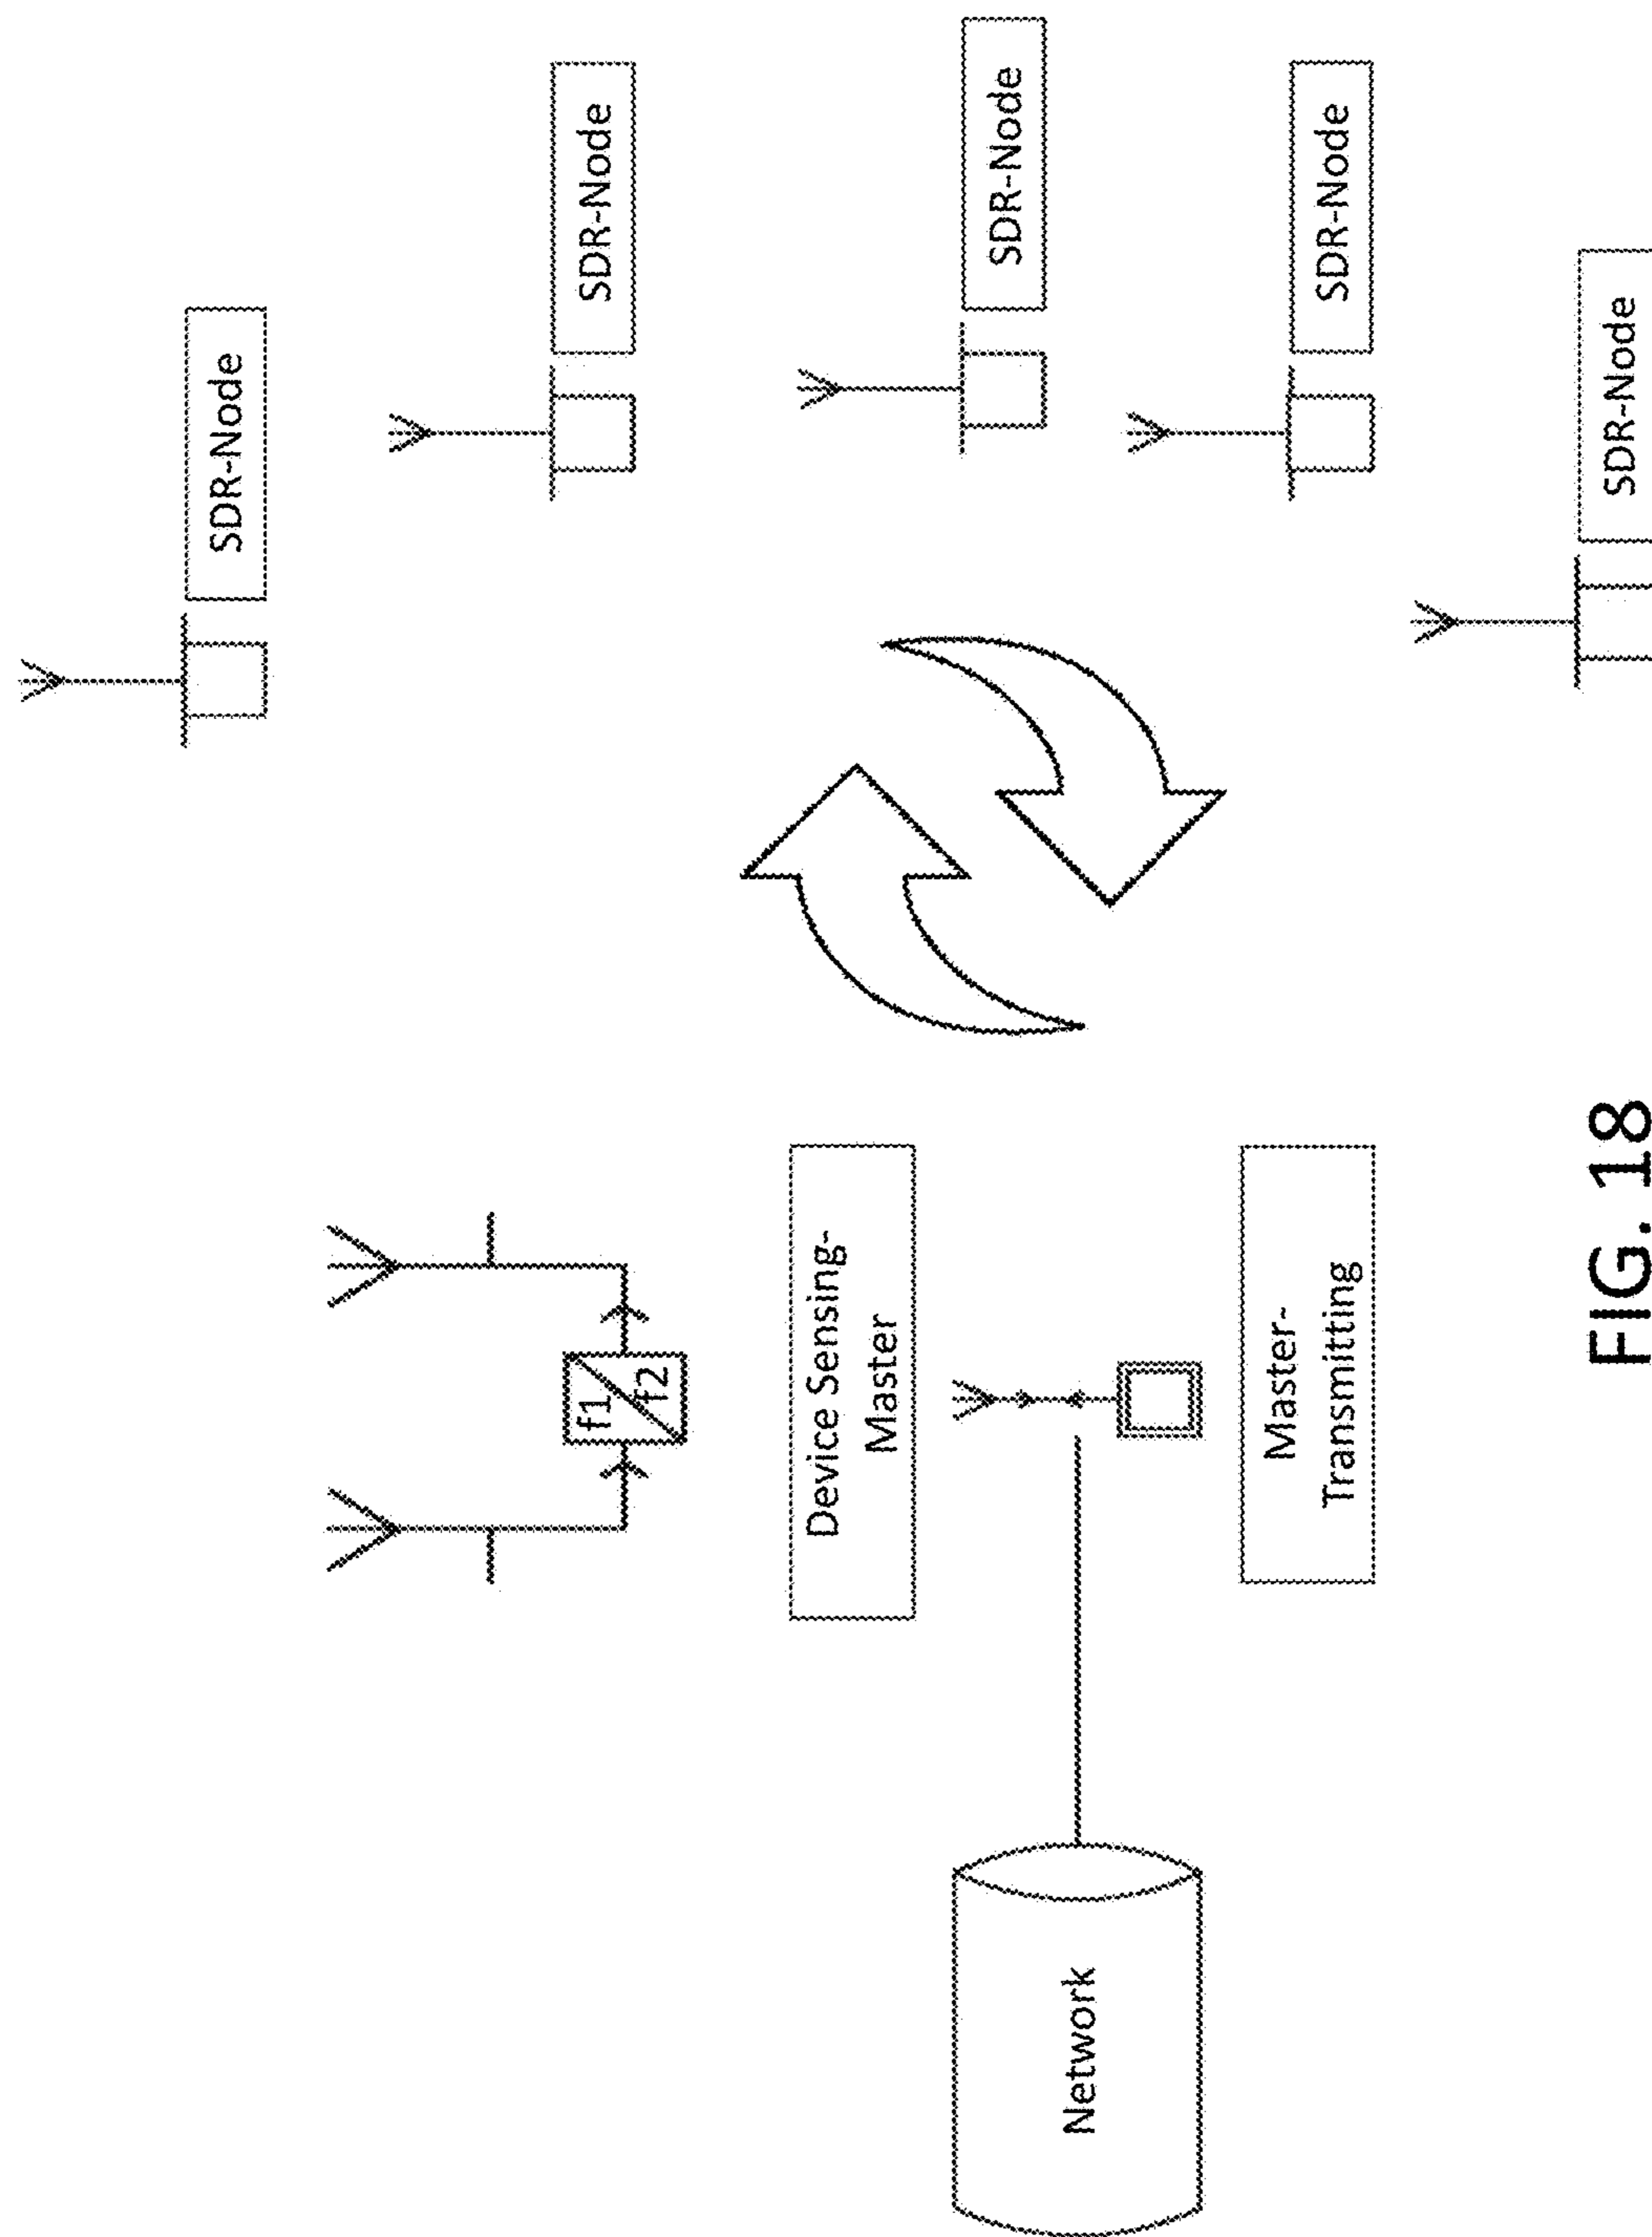 SDR-Node
SDR-Node
SDR-Node
SDR-Node
SDR-Node
f1
f2
Device Sensing-
Master
Master-
Transmitting
Network
FIG. 18